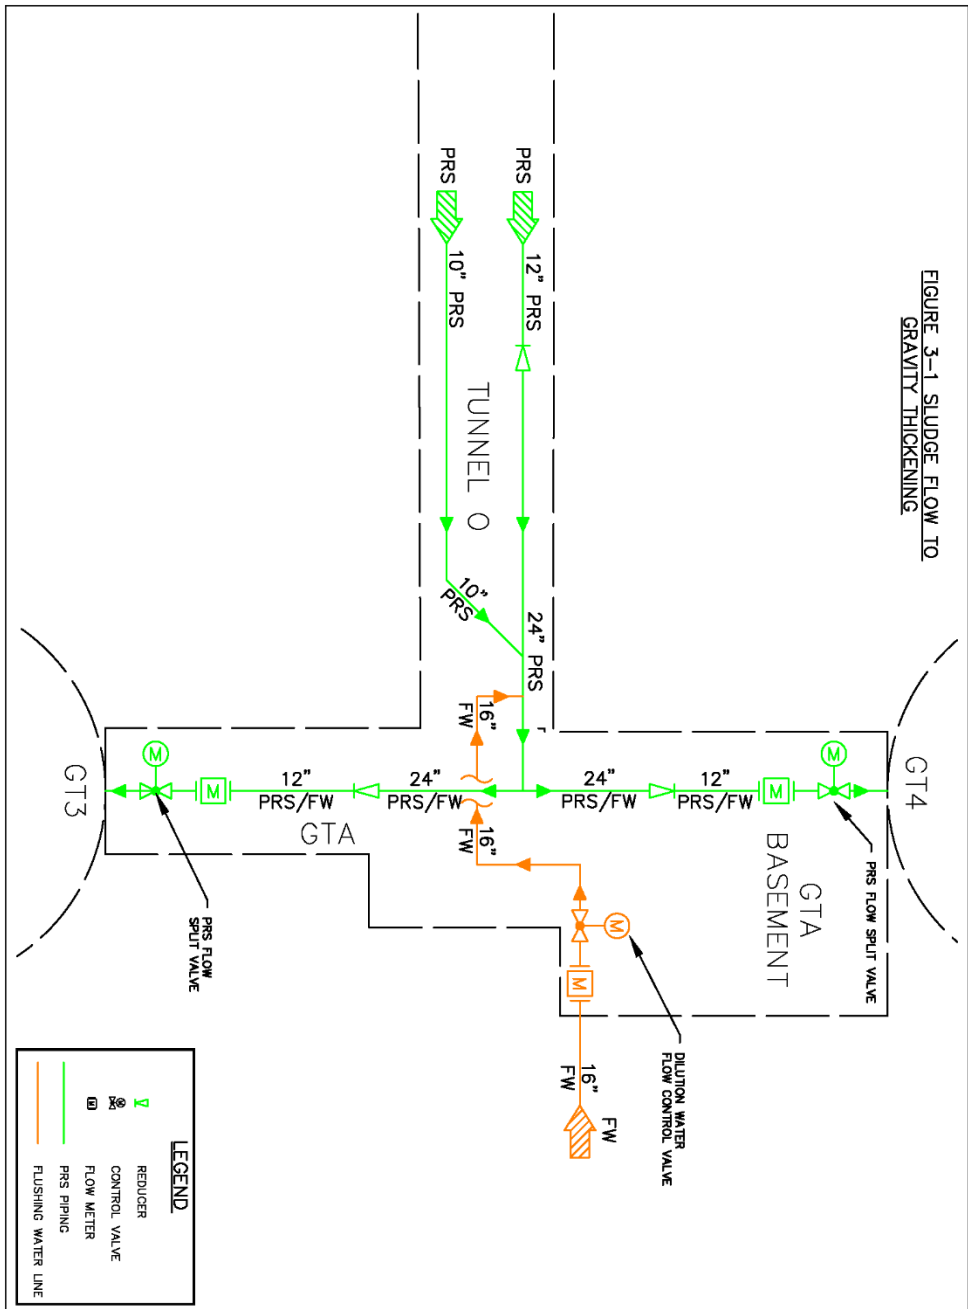 FIGURE 3-1 SLUDGE FLOW TO
GRAVITY THICKENING
PRS
12" PRS
24" PRS
PRS
10" PRS
10"
PRS
TUNNEL O
16"
FW
GT4
PRS FLOW SPLIT VALVE
M
M
12"
PRS/FW
24"
PRS/FW
GTA
BASEMENT
24"
PRS/FW
12"
PRS/FW
M
M
GT3
GTA
PRS FLOW
SPLIT VALVE
16"
FW
M
M
DILUTION WATER
FLOW CONTROL VALVE
16"
FW
FW
LEGEND
REDUCER
M
CONTROL VALVE
M
FLOW METER
PRS PIPING
FLUSHING WATER LINE